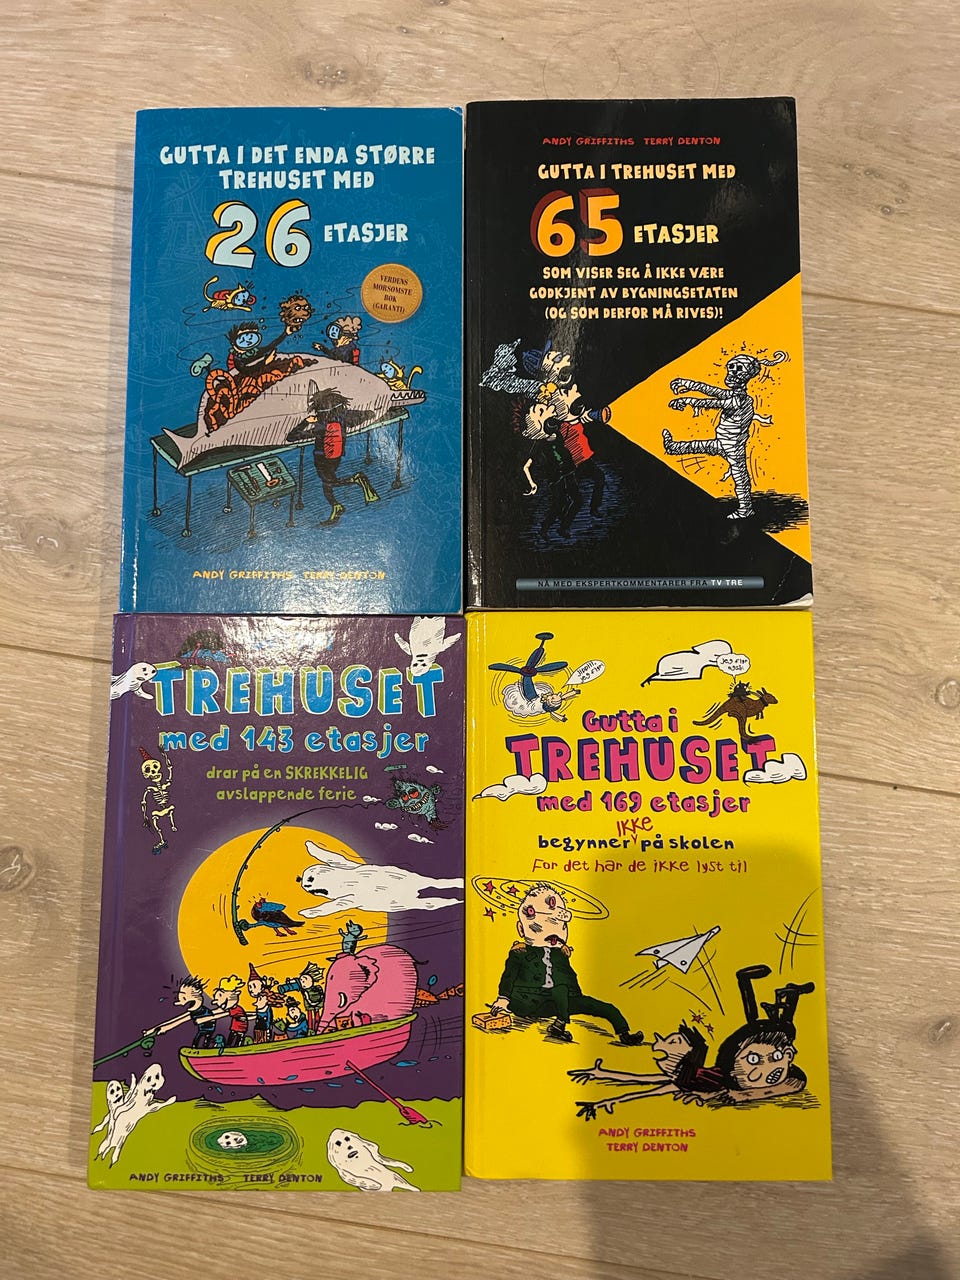 GUTTA I DET ENDA STØRRE
TREHUSET MED
26 ETASJER
VERDENS
MORSOMSTE
BOK
(GARANTI)
ANDY GRIFFITHS TERRY DENTON
ANDY GRIFFITHS TERRY DENTON
GUTTA I TREHUSET MED
65 ETASJER
SOM VISER SEG Å IKKE VÆRE
GODKJENT AV BYGNINGSETATEN
(OG SOM DERFOR MÅ RIVES)!
NÅ MED EKSPERTKOMMENTARER FRA TV TRE
TREHUSET
med 143 etasjer
drar på en SKREKKELIG
avslappende ferie
ANDY GRIFFITHS TERRY DENTON
Jeg flyr
Gutta i
TREHUSET
med 169 etasjer
IKKE
begynner på skolen
For det har de ikke lyst til
ANDY GRIFFITHS
TERRY DENTON